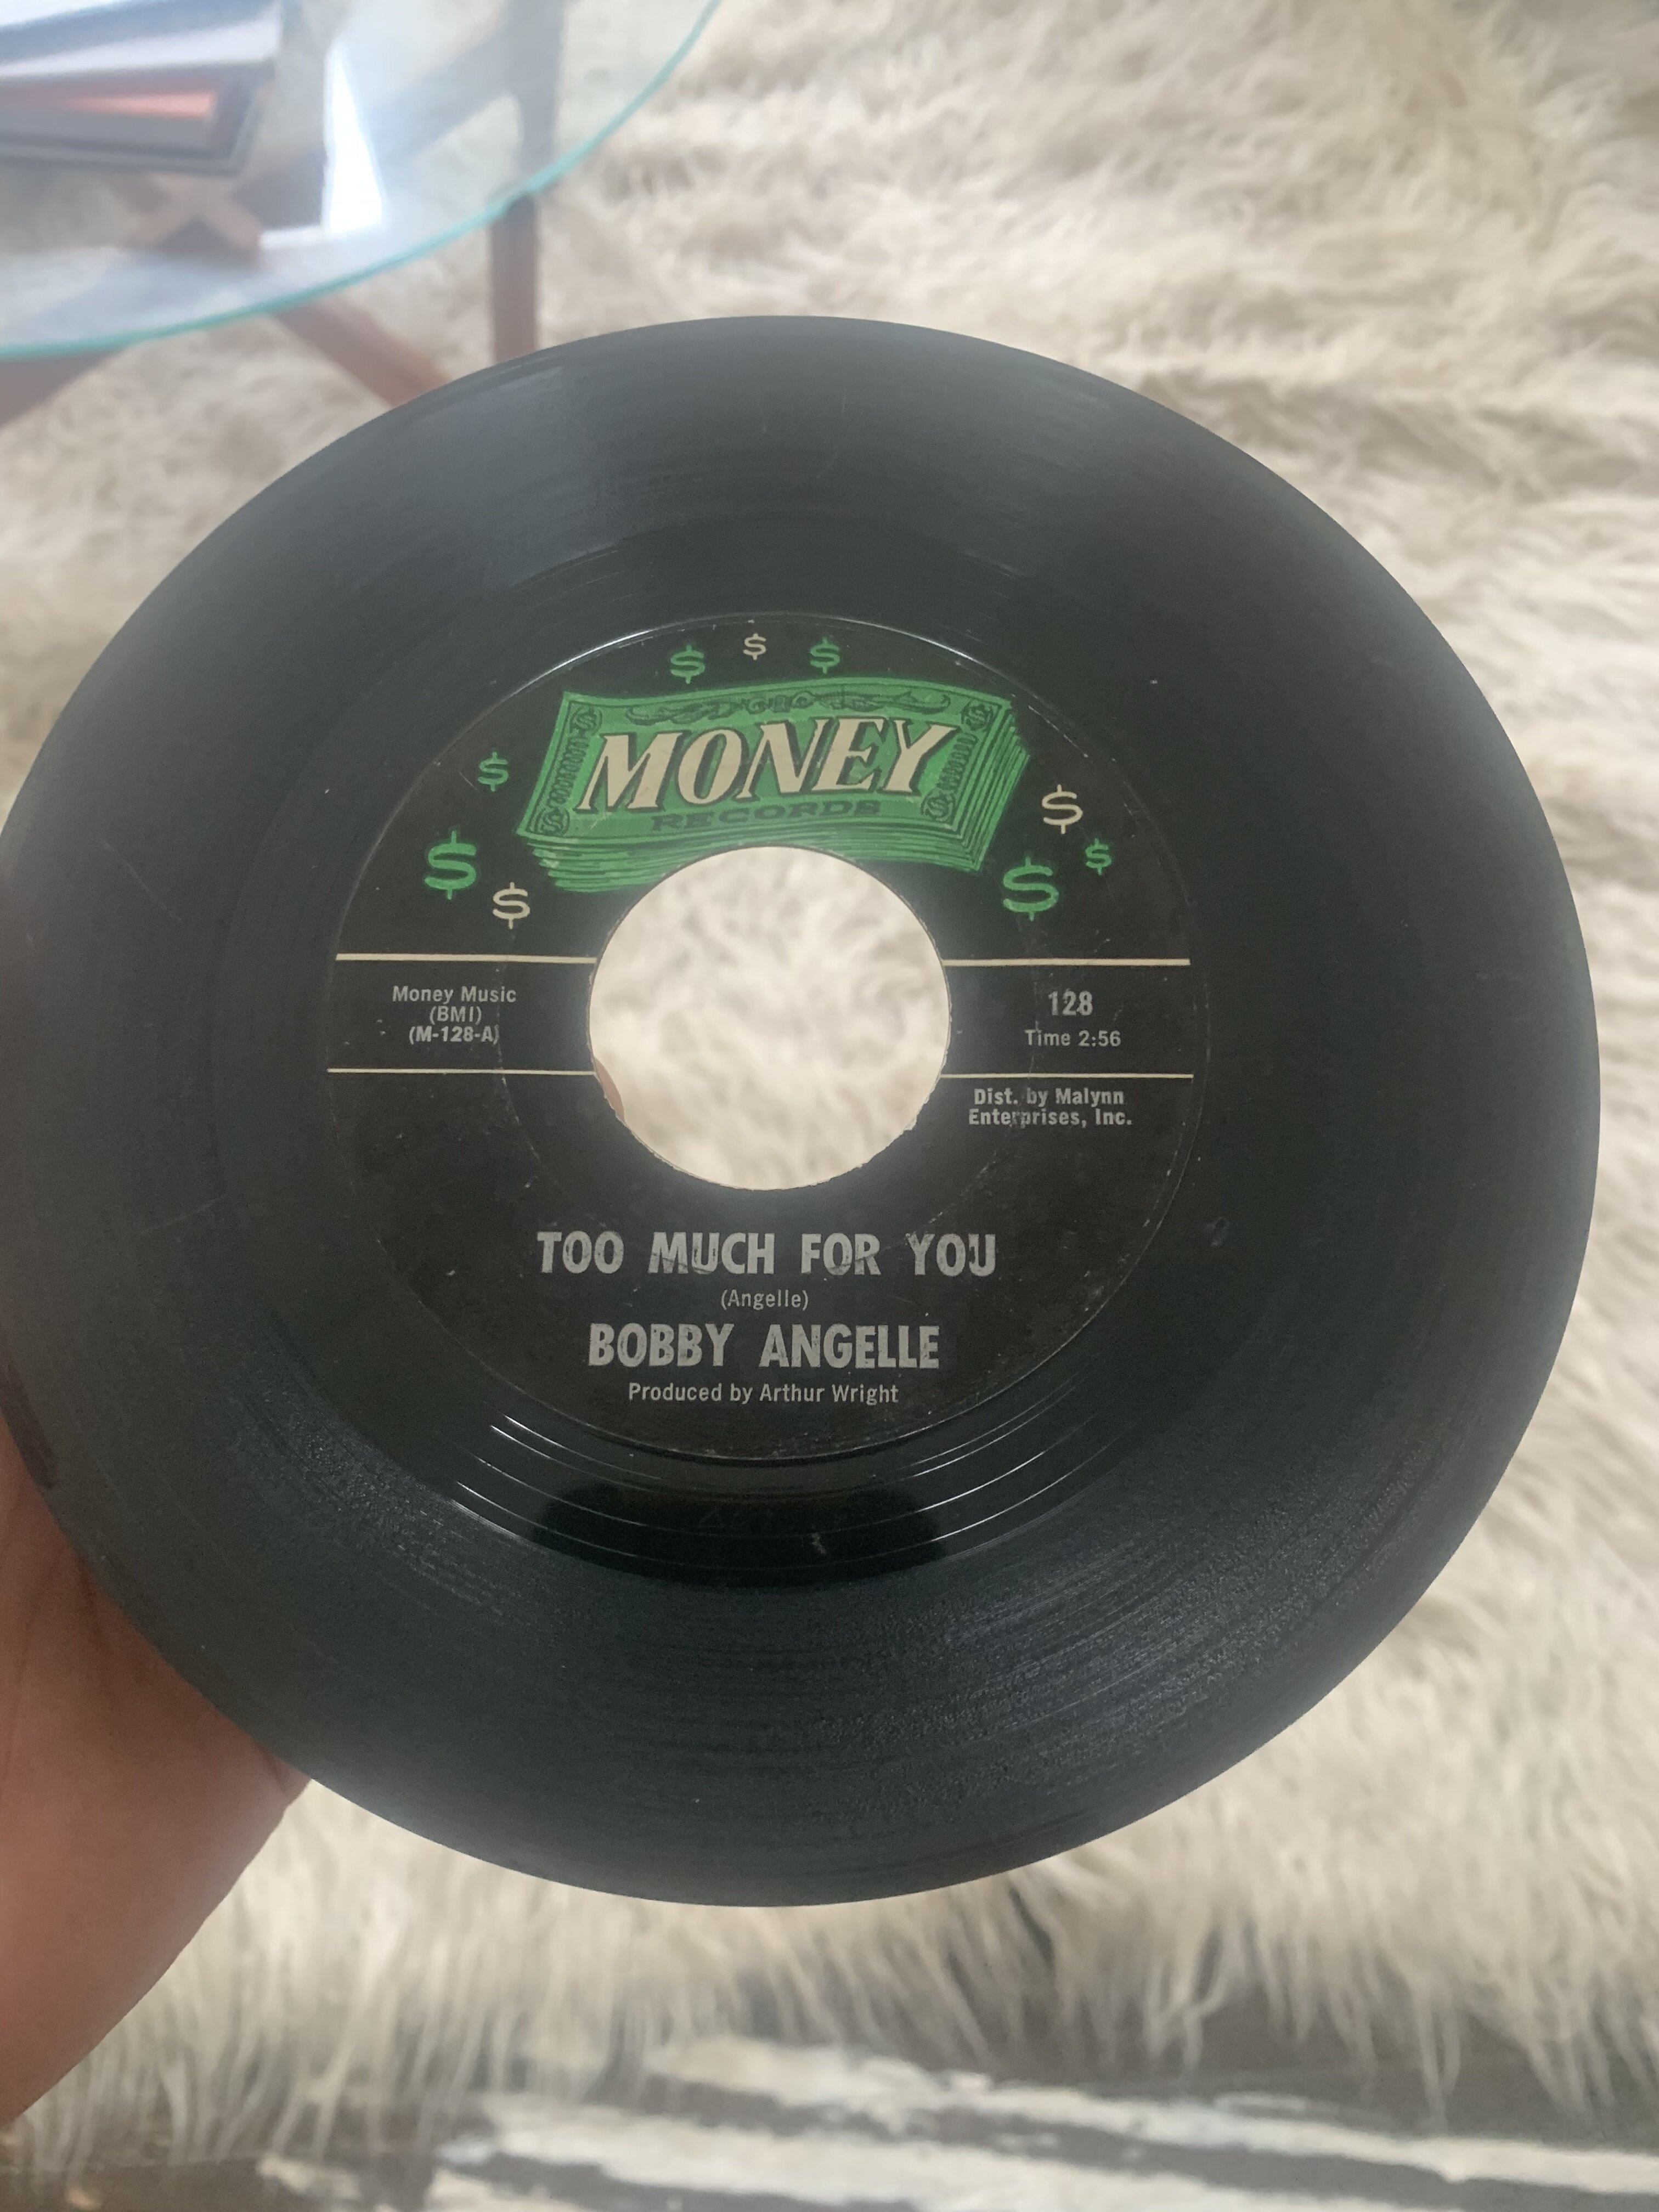 $ $ $
MONEY
RECORDS
$ $
$ $
$ $
$
Money Music
(BMI)
(M-128-A)
128
Time 2:56
Dist. by Malynn
Enterprises, Inc.
TOO MUCH FOR YOU
(Angelle)
BOBBY ANGELLE
Produced by Arthur Wright